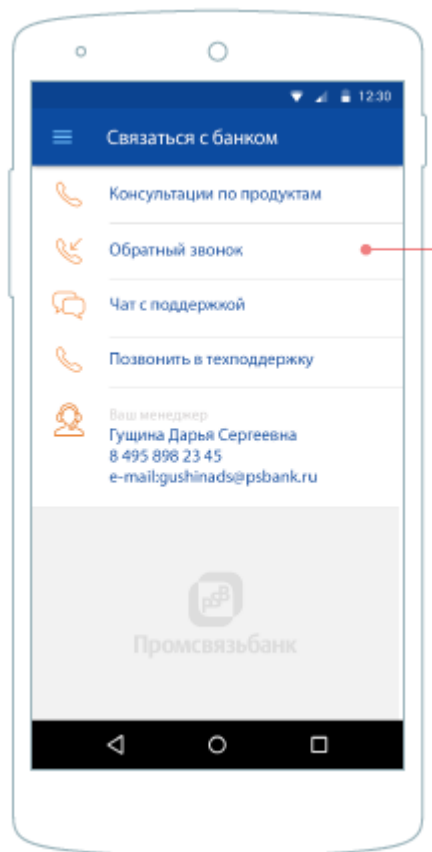 12:30
Связаться с банком
Консультации по продуктам
Обратный звонок
Чат с поддержкой
Позвонить в техподдержку
Ваш менеджер
Гущина Дарья Сергеевна
8 495 898 23 45
e-mail:gushinads@psbank.ru
PSB
Промсвязьбанк